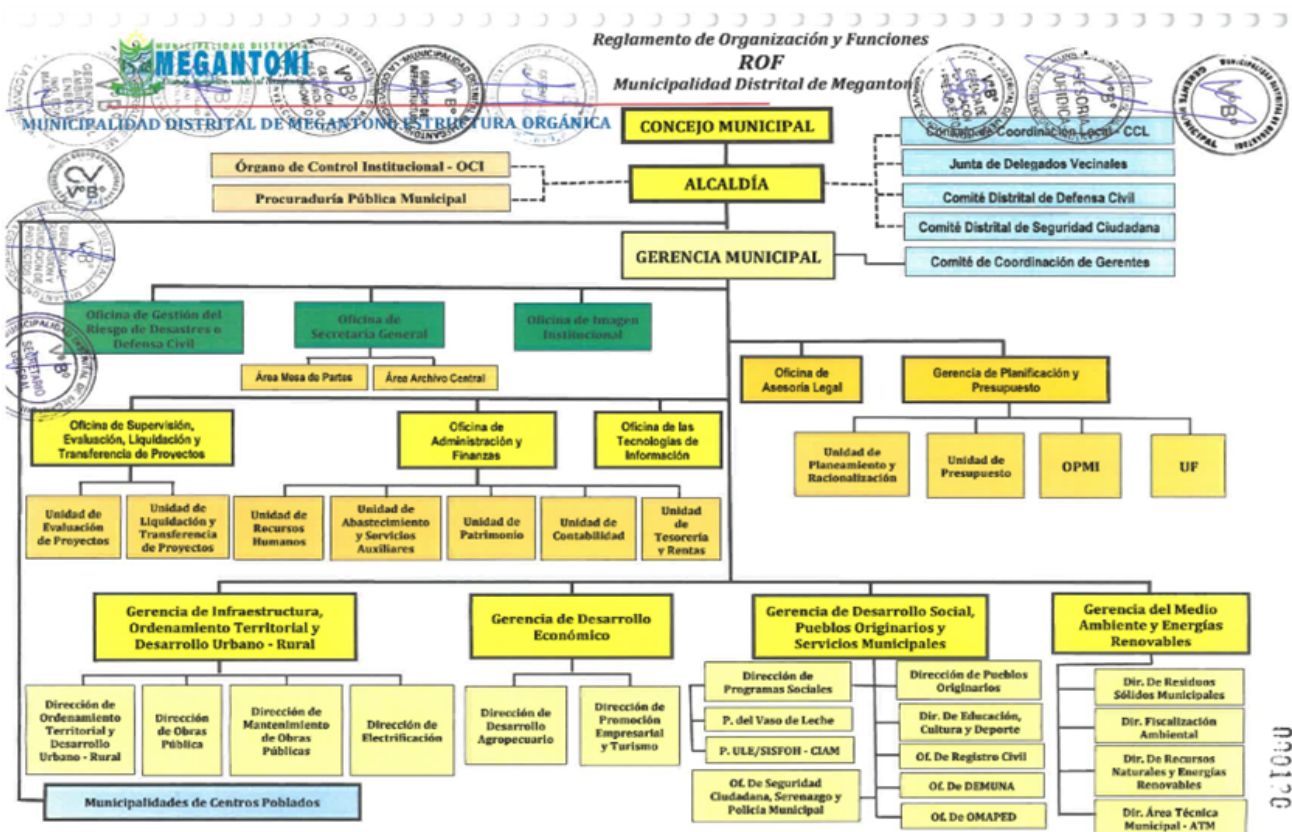 Reglamento de Organización y Funciones
ROF
Municipalidad Distrital de Megantoni
MUNICIPALIDAD DISTRITAL
MEGANTONI
MUNICIPALIDAD DISTRITAL DE MEGANTONI ESTRUCTURA ORGÁNICA
CONCEJO MUNICIPAL
Órgano de Control Institucional - OCI
Procuraduría Pública Municipal
ALCALDÍA
Consejo de Coordinación Local - CCL
Junta de Delegados Vecinales
Comité Distrital de Defensa Civil
Comité Distrital de Seguridad Ciudadana
GERENCIA MUNICIPAL
Comité de Coordinación de Gerentes
Oficina de Gestión del
Riesgo de Desastres o
Defensa Civil
Oficina de
Secretaría General
Oficina de Imagen
Institucional
Área Mesa de Partes
Área Archivo Central
Oficina de
Asesoría Legal
Gerencia de Planificación y
Presupuesto
Oficina de Supervisión,
Evaluación, Liquidación y
Transferencia de Proyectos
Oficina de
Administración y
Finanzas
Oficina de las
Tecnologías de
Información
Unidad de
Planeamiento y
Racionalización
Unidad de
Presupuesto
OPMI
UF
Unidad de
Evaluación
de Proyectos
Unidad de
Liquidación y
Transferencia
de Proyectos
Unidad de
Recursos
Humanos
Unidad de
Abastecimiento
y Servicios
Auxiliares
Unidad de
Patrimonio
Unidad de
Contabilidad
Unidad
de
Tesorería
y Rentas
Gerencia de Infraestructura,
Ordenamiento Territorial y
Desarrollo Urbano - Rural
Gerencia de Desarrollo
Económico
Gerencia de Desarrollo Social,
Pueblos Originarios y
Servicios Municipales
Gerencia del Medio
Ambiente y Energías
Renovables
Dirección de
Ordenamiento
Territorial y
Desarrollo
Urbano - Rural
Dirección
de Obras
Pública
Dirección de
Mantenimiento
de Obras
Públicas
Dirección de
Electrificación
Dirección de
Desarrollo
Agropecuario
Dirección de
Promoción
Empresarial
y Turismo
Dirección de
Programas Sociales
P. del Vaso de Leche
P. ULE/SISFOH - CIAM
Of. De Seguridad
Ciudadana, Serenazgo y
Policía Municipal
Dirección de Pueblos
Originarios
Dir. De Educación,
Cultura y Deporte
Of. De Registro Civil
Of. De DEMUNA
Of. De OMAPED
Dir. De Residuos
Sólidos Municipales
Dir. Fiscalización
Ambiental
Dir. De Recursos
Naturales y Energías
Renovables
Dir. Área Técnica
Municipal - ATM
Municipalidades de Centros Poblados
000120